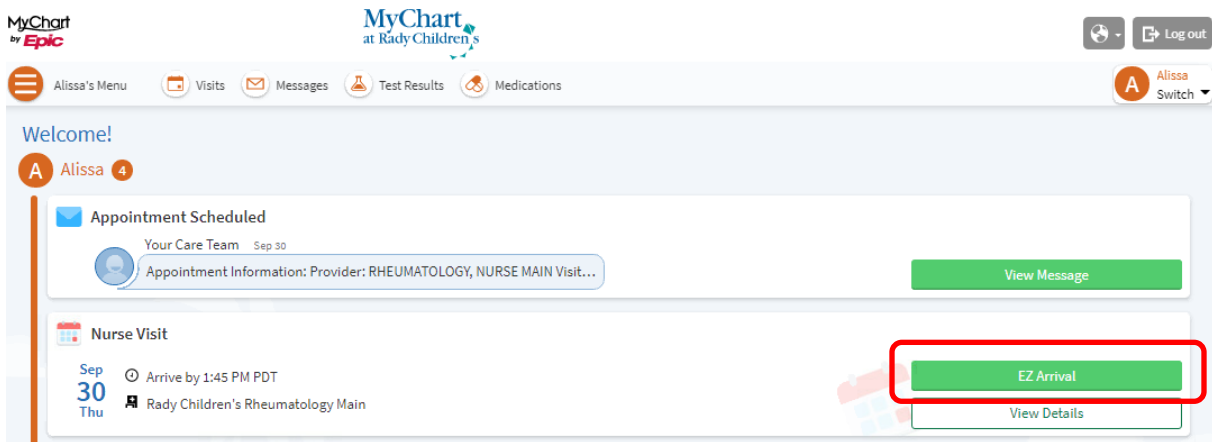 MyChart
by Epic
MyChart
at Rady Children's
Log out
Alissa's Menu
Visits
Messages
Test Results
Medications
A
Alissa
Switch
Welcome!
A
Alissa
4
Appointment Scheduled
Your Care Team Sep 30
Appointment Information: Provider: RHEUMATOLOGY, NURSE MAIN Visit...
View Message
Nurse Visit
Sep
30
Thu
Arrive by 1:45 PM PDT
Rady Children's Rheumatology Main
EZ Arrival
View Details